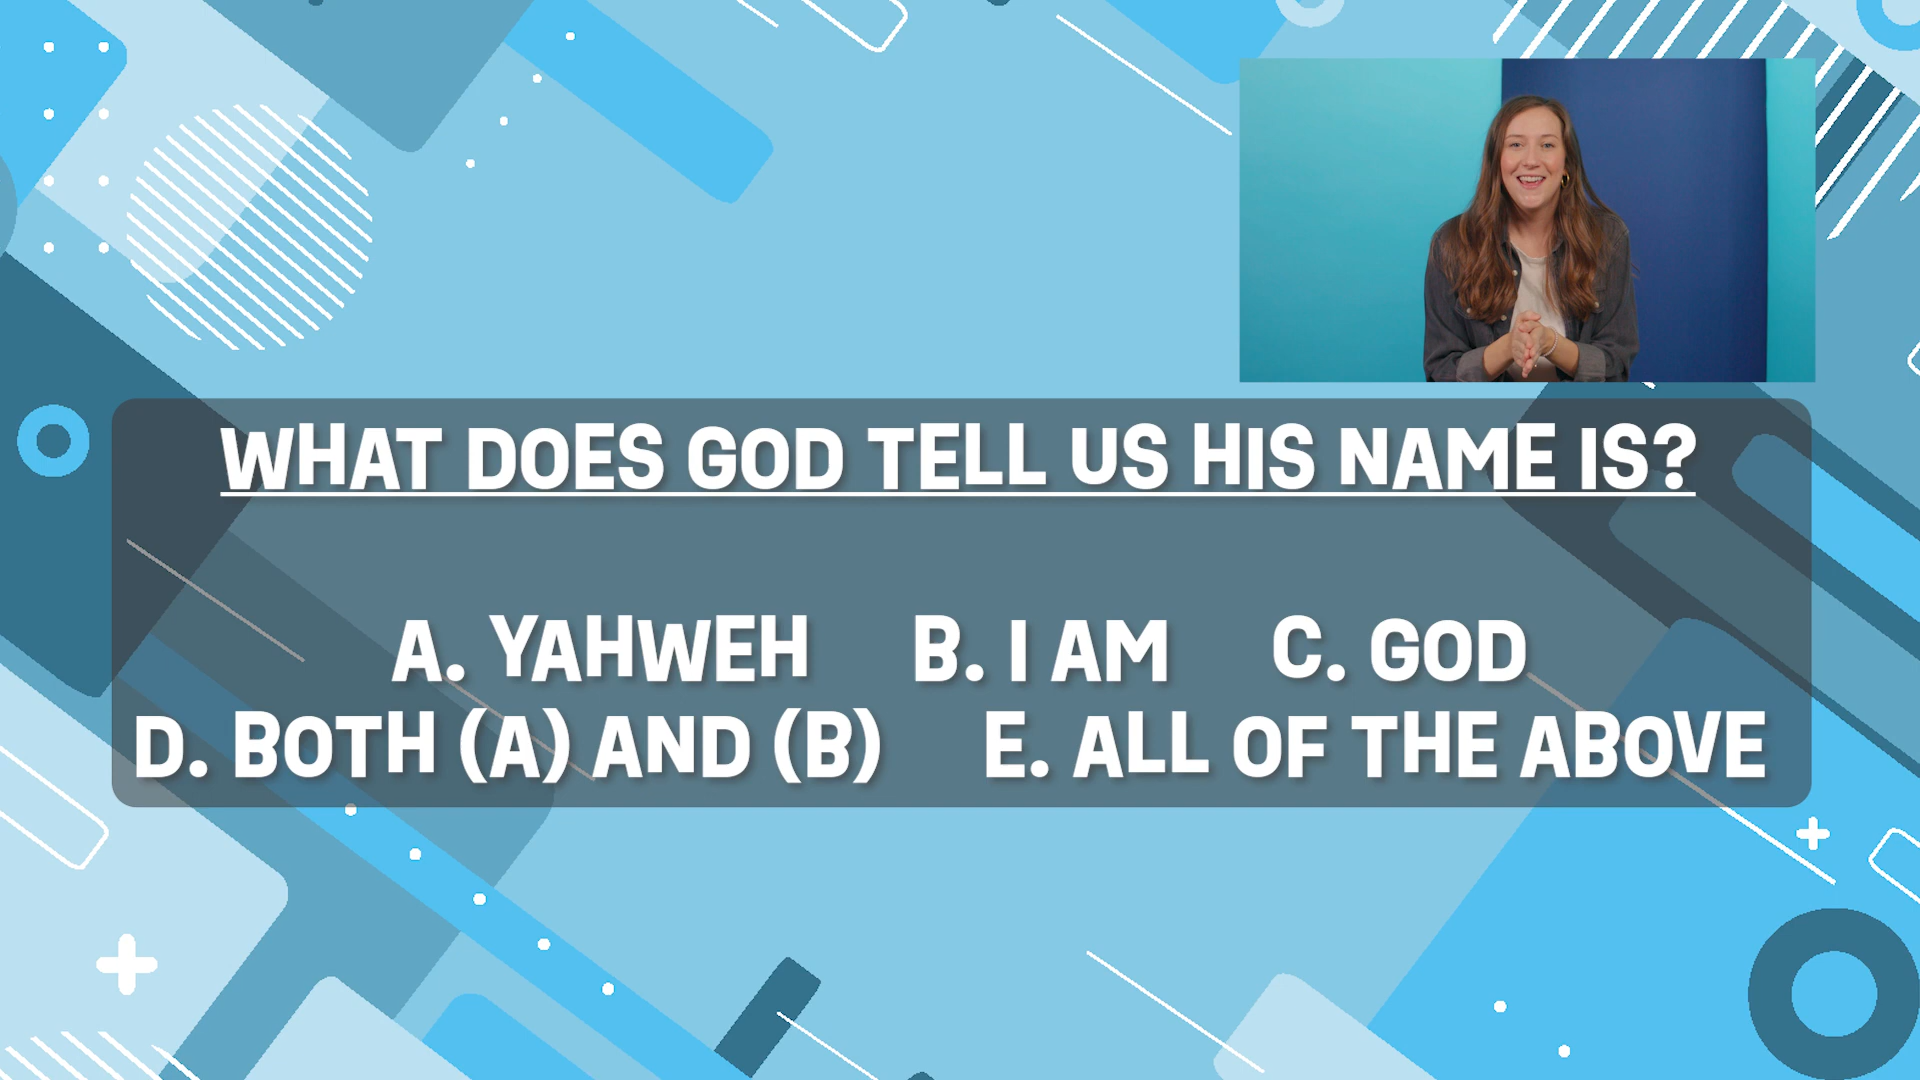 WHAT DOES GOD TELL US HIS NAME IS?
A. YAHWEH B. I AM C. GOD
D. BOTH (A) AND (B) E. ALL OF THE ABOVE